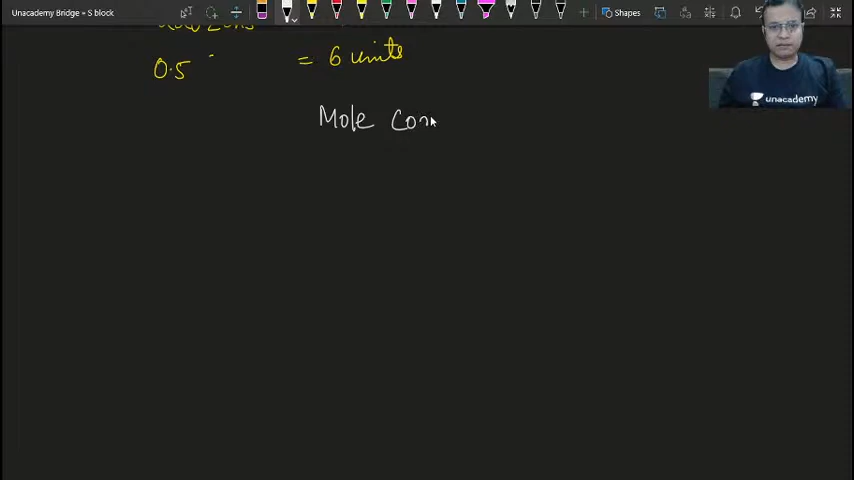 Unacademy Bridge = S block
Shapes
0.5 = 6 units
Mole Con
unacademy